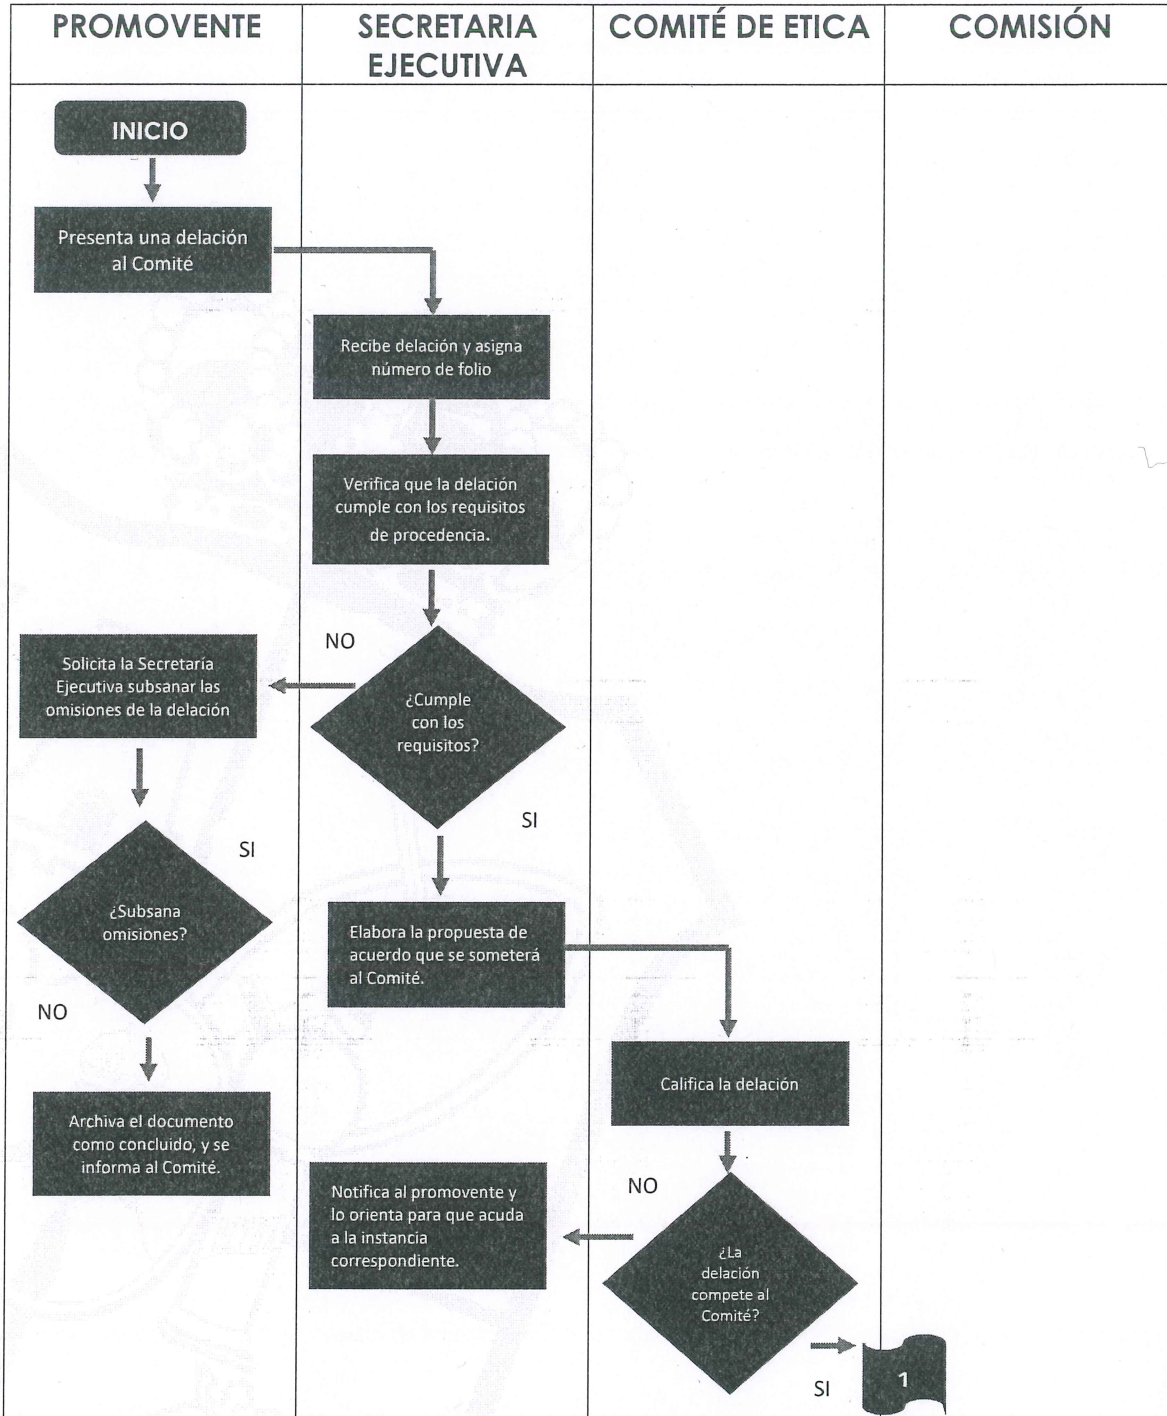 PROMOVENTE
SECRETARIA
EJECUTIVA
COMITÉ DE ETICA
COMISIÓN
INICIO
Presenta una delación
al Comité
Recibe delación y asigna
número de folio
Verifica que la delación
cumple con los requisitos
de procedencia.
NO
¿Cumple
con los
requisitos?
SI
Solicita la Secretaría
Ejecutiva subsanar las
omisiones de la delación
SI
¿Subsana
omisiones?
NO
Archiva el documento
como concluido, y se
informa al Comité.
Elabora la propuesta de
acuerdo que se someterá
al Comité.
Califica la delación
NO
¿La
delación
compete al
Comité?
Notifica al promovente y
lo orienta para que acuda
a la instancia
correspondiente.
SI
1